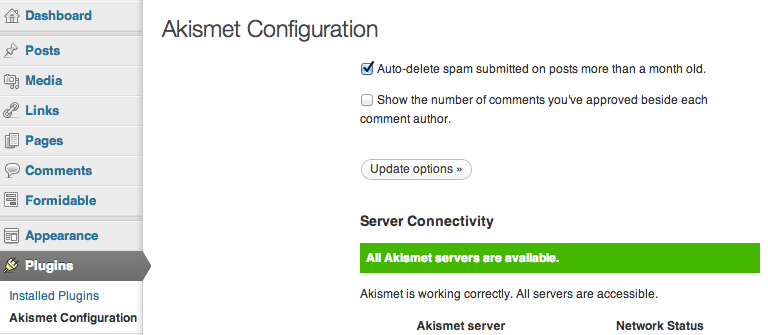 Dashboard
Posts
Media
Links
Pages
Comments
Formidable
Appearance
Plugins
Installed Plugins
Akismet Configuration
Akismet Configuration
Auto-delete spam submitted on posts more than a month old.
Show the number of comments you've approved beside each
comment author.
Update options »
Server Connectivity
All Akismet servers are available.
Akismet is working correctly. All servers are accessible.
Akismet server Network Status